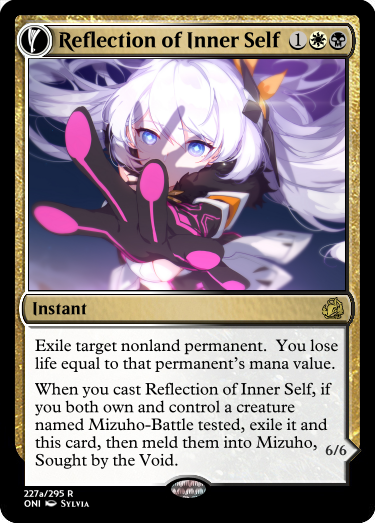 Reflection of Inner Self 1
Instant
Exile target nonland permanent.  You lose
life equal to that permanent's mana value.
When you cast Reflection of Inner Self, if
you both own and control a creature
named Mizuho-Battle tested, exile it and
this card, then meld them into Mizuho,
Sought by the Void.
6/6
227a/295 R
ONI Sylvia